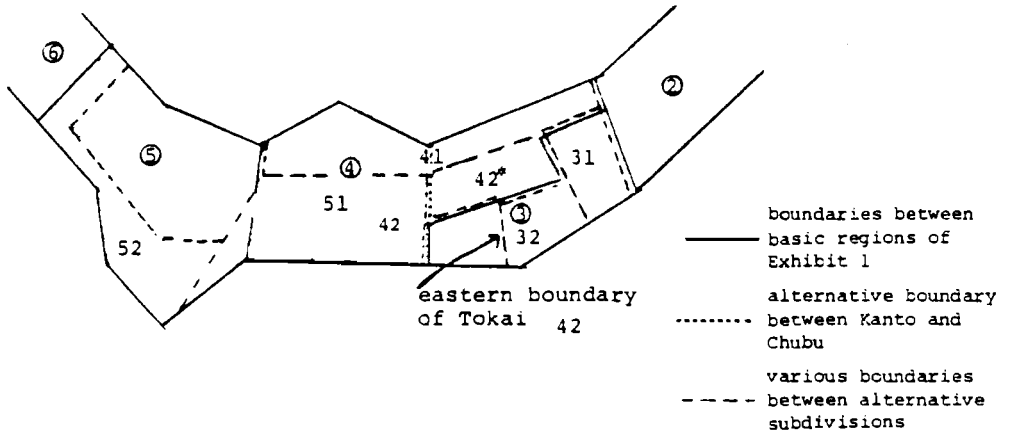 ⑥
②
⑤
④
41
31
42*
51
42
③
32
52
eastern boundary
of Tokai
42
boundaries between
basic regions of
Exhibit 1
alternative boundary
between Kanto and
Chubu
various boundaries
between alternative
subdivisions